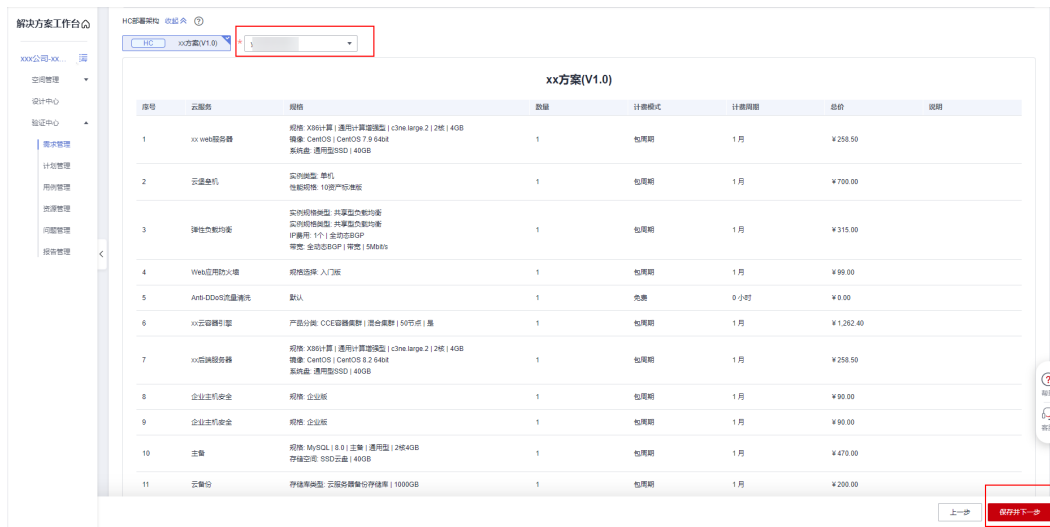 解决方案工作台
HC部署架构 收起
HC xx方案(V1.0) *
xxx公司-xx...
空间管理
设计中心
验证中心
需求管理
计划管理
用例管理
资源管理
问题管理
报告管理
xx方案(V1.0)
序号 云服务 规格 数量 计费模式 计费周期 总价 说明
1 xx web服务器 规格: X86计算 | 通用计算增强型 | c3ne.large.2 | 2核 | 4GB 1 包周期 1 月 ¥258.50
镜像: CentOS | CentOS 7.9 64bit
系统盘: 通用型SSD | 40GB
2 云堡垒机 实例类型: 单机 1 包周期 1 月 ¥700.00
性能规格: 10资产标准版
3 弹性负载均衡 实例规格类型: 共享型负载均衡 1 包周期 1 月 ¥315.00
实例规格类型: 共享型负载均衡
IP费用: 1个 | 全动态BGP
带宽: 全动态BGP | 带宽 | 5Mbit/s
4 Web应用防火墙 规格选择: 入门版 1 包周期 1 月 ¥99.00
5 Anti-DDoS流量清洗 默认 1 免费 0 小时 ¥0.00
6 xx云容器引擎 产品分类: CCE容器集群 | 混合集群 | 50节点 | 是 1 包周期 1 月 ¥1,262.40
7 xx后端服务器 规格: X86计算 | 通用计算增强型 | c3ne.large.2 | 2核 | 4GB 1 包周期 1 月 ¥258.50
镜像: CentOS | CentOS 8.2 64bit
系统盘: 通用型SSD | 40GB
8 企业主机安全 规格: 企业版 1 包周期 1 月 ¥90.00
9 企业主机安全 规格: 企业版 1 包周期 1 月 ¥90.00
10 主备 规格: MySQL | 8.0 | 主备 | 通用型 | 2核4GB 1 包周期 1 月 ¥470.00
存储空间: SSD云盘 | 40GB
11 云备份 存储库类型: 云服务器备份存储库 | 1000GB 1 包周期 1 月 ¥200.00
上一步 保存并下一步